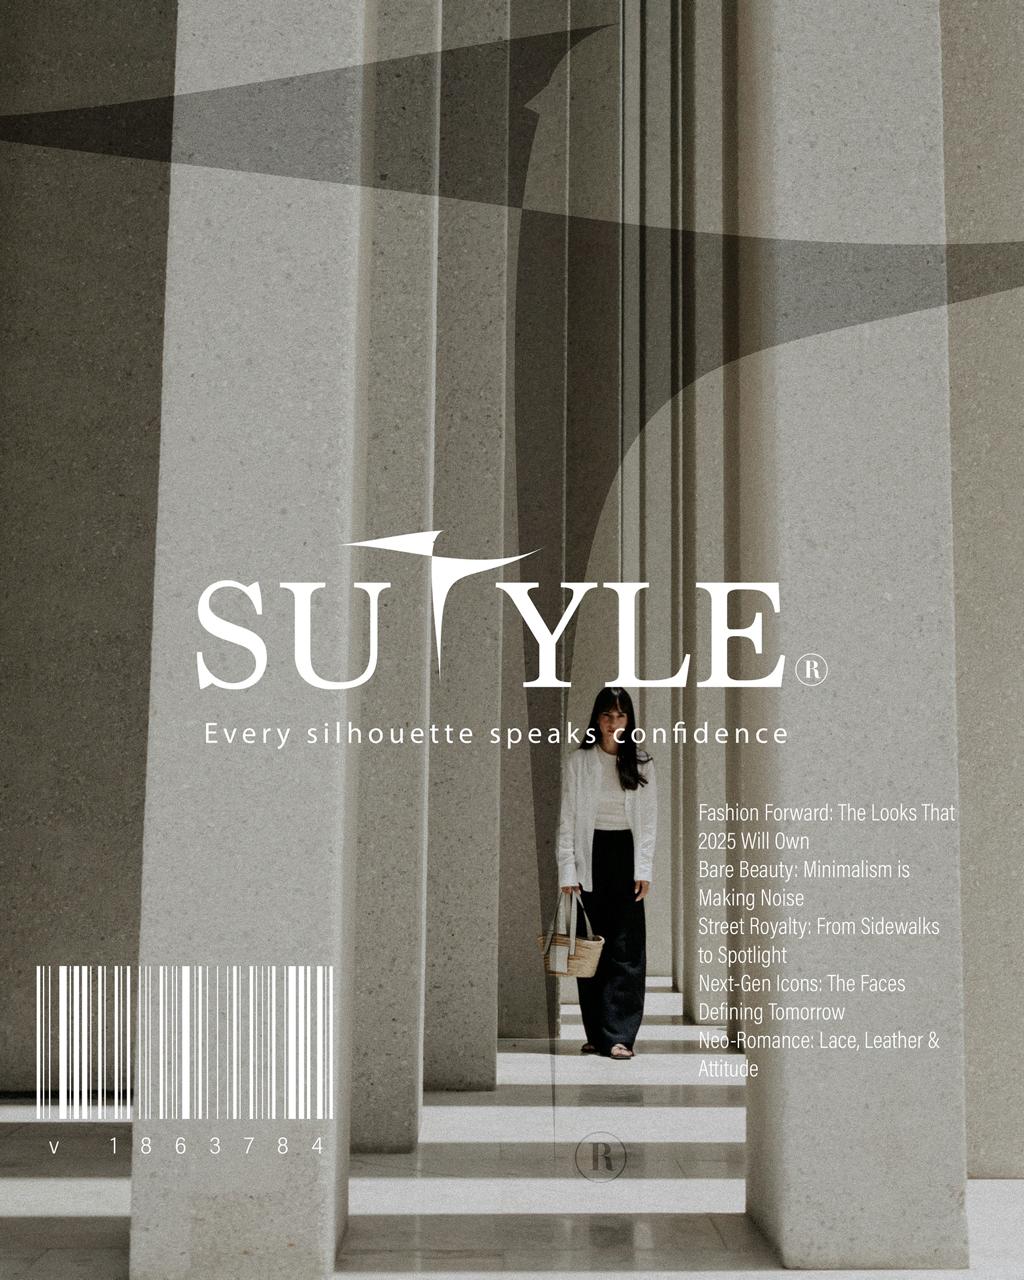 SUTYLE®
Every silhouette speaks confidence
Fashion Forward: The Looks That
2025 Will Own
Bare Beauty: Minimalism is
Making Noise
Street Royalty: From Sidewalks
to Spotlight
Next-Gen Icons: The Faces
Defining Tomorrow
Neo-Romance: Lace, Leather &
Attitude
v 1863784
®